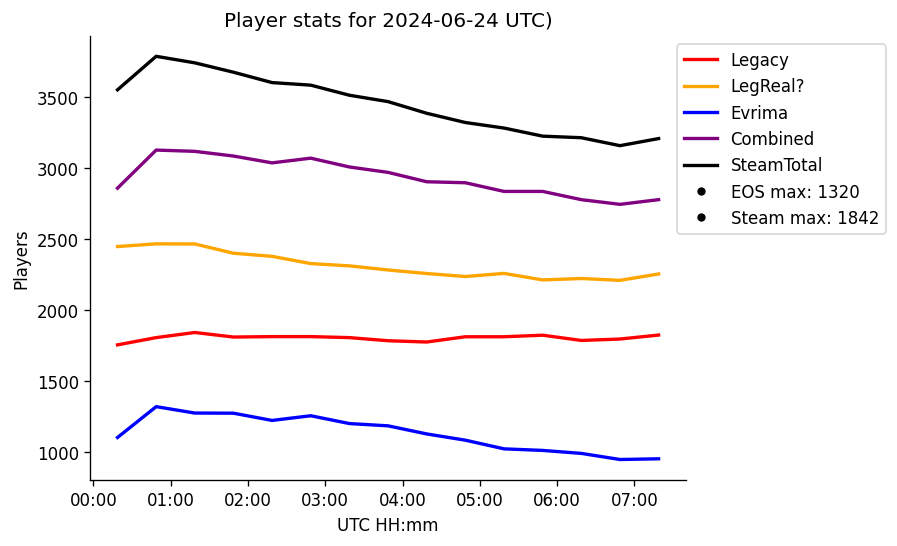 Player stats for 2024-06-24 UTC)
Legacy
LegReal?
Evrima
Combined
SteamTotal
EOS max: 1320
Steam max: 1842
Players
3500
3000
2500
2000
1500
1000
00:00 01:00 02:00 03:00 04:00 05:00 06:00 07:00
UTC HH:mm